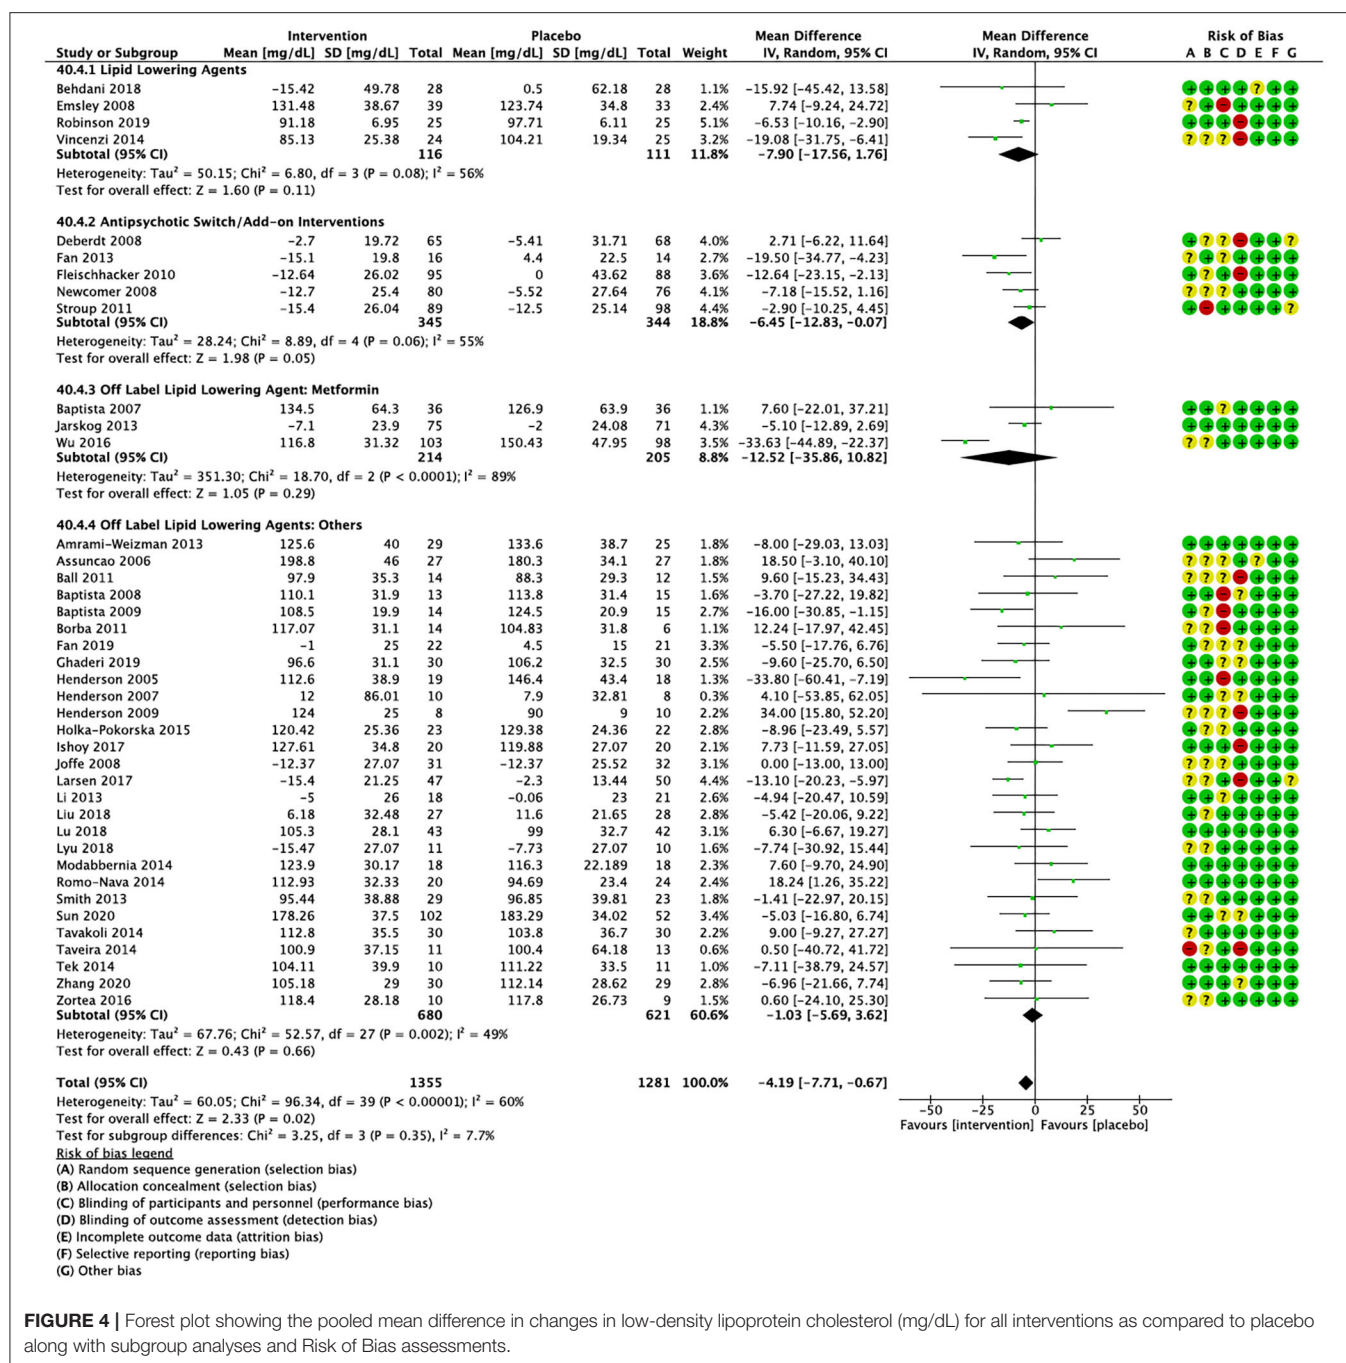 Intervention Placebo Mean Difference Mean Difference Risk of Bias
Study or Subgroup Mean [mg/dL] SD [mg/dL] Total Mean [mg/dL] SD [mg/dL] Total Weight IV, Random, 95% CI IV, Random, 95% CI A B C D E F G
40.4.1 Lipid Lowering Agents
Behdani 2018 −15.42 49.78 28 0.5 62.18 28 1.1% −15.92 [−45.42, 13.58] + + + + ? + +
Emsley 2008 131.48 38.67 39 123.74 34.8 33 2.4% 7.74 [−9.24, 24.72] ? + − + + + +
Robinson 2019 91.18 6.95 25 97.71 6.11 25 5.1% −6.53 [−10.16, −2.90] + + + − + + +
Vincenzi 2014 85.13 25.38 24 104.21 19.34 25 3.1% −19.08 [−31.75, −6.41] ? ? ? − + + +
Subtotal (95% CI) 116 111 11.8% −7.90 [−17.56, 1.76]
Heterogeneity: Tau² = 50.15; Chi² = 6.80, df = 3 (P = 0.08); I² = 56%
Test for overall effect: Z = 1.60 (P = 0.11)
40.4.2 Antipsychotic Switch/Add−on Interventions
Deberdt 2008 −2.7 19.72 65 −5.41 31.71 68 4.0% 2.71 [−6.22, 11.64] + ? ? − + + ?
Fan 2013 −15.1 19.8 16 4.4 22.5 14 2.7% −19.50 [−34.77, −4.23] ? + ? + + + +
Fleischhacker 2010 −12.64 26.02 95 0 43.62 88 3.6% −12.64 [−23.15, −2.13] + ? + − + + +
Newcomer 2008 −12.7 25.4 80 −5.52 27.64 76 4.1% −7.18 [−15.52, 1.16] ? ? ? + + + +
Stroup 2011 −15.4 26.04 89 −12.5 25.14 98 4.4% −2.90 [−10.25, 4.45] + − + + + + ?
Subtotal (95% CI) 345 344 18.8% −6.45 [−12.83, −0.07]
Heterogeneity: Tau² = 28.24; Chi² = 8.89, df = 4 (P = 0.06); I² = 55%
Test for overall effect: Z = 1.98 (P = 0.05)
40.4.3 Off Label Lipid Lowering Agent: Metformin
Baptista 2007 134.5 64.3 36 126.9 63.9 36 1.1% 7.60 [−22.01, 37.21] + + ? + + + +
Jarskog 2013 −7.1 23.9 75 −2 24.08 71 4.3% −5.10 [−12.89, 2.69] + + + + + + +
Wu 2016 116.8 31.32 103 150.43 47.95 98 3.5% −33.63 [−44.89, −22.37] ? ? + + + + +
Subtotal (95% CI) 214 205 8.8% −12.52 [−35.86, 10.82]
Heterogeneity: Tau² = 351.30; Chi² = 18.70, df = 2 (P < 0.0001); I² = 89%
Test for overall effect: Z = 1.05 (P = 0.29)
40.4.4 Off Label Lipid Lowering Agents: Others
Amrami−Weizman 2013 125.6 40 29 133.6 38.7 25 1.8% −8.00 [−29.03, 13.03] + + + + + + +
Assuncao 2006 198.8 46 27 180.3 34.1 27 1.8% 18.50 [−3.10, 40.10] ? ? ? + ? + +
Ball 2011 97.9 35.3 14 88.3 29.3 12 1.5% 9.60 [−15.23, 34.43] ? ? ? − + + +
Baptista 2008 110.1 31.9 13 113.8 31.4 15 1.6% −3.70 [−27.22, 19.82] + + − ? + + +
Baptista 2009 108.5 19.9 14 124.5 20.9 15 2.7% −16.00 [−30.85, −1.15] + ? − + + + +
Borba 2011 117.07 31.1 14 104.83 31.8 6 1.1% 12.24 [−17.97, 42.45] ? ? − + + + +
Fan 2019 −1 25 22 4.5 15 21 3.3% −5.50 [−17.76, 6.76] + ? ? ? + + +
Ghaderi 2019 96.6 31.1 30 106.2 32.5 30 2.5% −9.60 [−25.70, 6.50] + + + + + + +
Henderson 2005 112.6 38.9 19 146.4 43.4 18 1.3% −33.80 [−60.41, −7.19] + + − + + + +
Henderson 2007 12 86.01 10 7.9 32.81 8 0.3% 4.10 [−53.85, 62.05] + + ? ? + + +
Henderson 2009 124 25 8 90 9 10 2.2% 34.00 [15.80, 52.20] ? ? ? − + + +
Holka−Pokorska 2015 120.42 25.36 23 129.38 24.36 22 2.8% −8.96 [−23.49, 5.57] + ? ? + + + +
Ishoy 2017 127.61 34.8 20 119.88 27.07 20 2.0% 7.73 [−11.59, 27.05] + + + − + + +
Joffe 2008 −12.37 27.07 31 −12.37 25.52 32 3.1% 0.00 [−13.00, 13.00] ? ? ? + + + +
Larsen 2017 −15.4 21.25 47 −2.3 13.44 50 4.4% −13.10 [−20.23, −5.97] ? ? + − + + ?
Li 2013 −5 26 18 −0.06 23 21 2.6% −4.94 [−20.47, 10.59] + + ? + + + +
Liu 2018 6.18 32.48 27 11.6 21.65 28 2.8% −5.42 [−20.06, 9.22] + ? + + + + +
Lu 2018 105.3 28.1 43 99 32.7 42 3.1% 6.30 [−6.67, 19.27] + + + + + + +
Lyu 2018 −15.47 27.07 11 −7.73 27.07 10 1.6% −7.74 [−30.92, 15.44] ? ? + + + + +
Modabbernia 2014 123.9 30.17 18 116.3 22.189 18 2.3% 7.60 [−9.70, 24.90] + + + + + + +
Romo−Nava 2014 112.93 32.33 20 94.69 23.4 24 2.4% 18.24 [1.26, 35.22] + + + + + + +
Smith 2013 95.44 38.88 29 96.85 39.81 23 1.8% −1.41 [−22.97, 20.15] ? ? + + + + +
Sun 2020 178.26 37.5 102 183.29 34.02 52 3.4% −5.03 [−16.80, 6.74] + + ? ? + + +
Tavakoli 2014 112.8 35.5 30 103.8 36.7 30 2.2% 9.00 [−9.27, 27.27] ? + + + + + +
Taveira 2014 100.9 37.15 11 100.4 64.18 13 0.6% 0.50 [−40.72, 41.72] − ? + − + + +
Tek 2014 104.11 39.9 10 111.22 33.5 11 1.0% −7.11 [−38.79, 24.57] + + + + + + +
Zhang 2020 105.18 29 30 112.14 28.62 29 2.8% −6.96 [−21.66, 7.74] + + + ? + + +
Zortea 2016 118.4 28.18 10 117.8 26.73 9 1.5% 0.60 [−24.10, 25.30] ? ? + + + + +
Subtotal (95% CI) 680 621 60.6% −1.03 [−5.69, 3.62]
Heterogeneity: Tau² = 67.76; Chi² = 52.57, df = 27 (P = 0.002); I² = 49%
Test for overall effect: Z = 0.43 (P = 0.66)
Total (95% CI) 1355 1281 100.0% −4.19 [−7.71, −0.67]
Heterogeneity: Tau² = 60.05; Chi² = 96.34, df = 39 (P < 0.00001); I² = 60%
Test for overall effect: Z = 2.33 (P = 0.02)
Test for subgroup differences: Chi² = 3.25, df = 3 (P = 0.35), I² = 7.7%
−50 −25 0 25 50
Favours [intervention] Favours [placebo]
Risk of bias legend
(A) Random sequence generation (selection bias)
(B) Allocation concealment (selection bias)
(C) Blinding of participants and personnel (performance bias)
(D) Blinding of outcome assessment (detection bias)
(E) Incomplete outcome data (attrition bias)
(F) Selective reporting (reporting bias)
(G) Other bias
FIGURE 4 | Forest plot showing the pooled mean difference in changes in low-density lipoprotein cholesterol (mg/dL) for all interventions as compared to placebo
along with subgroup analyses and Risk of Bias assessments.